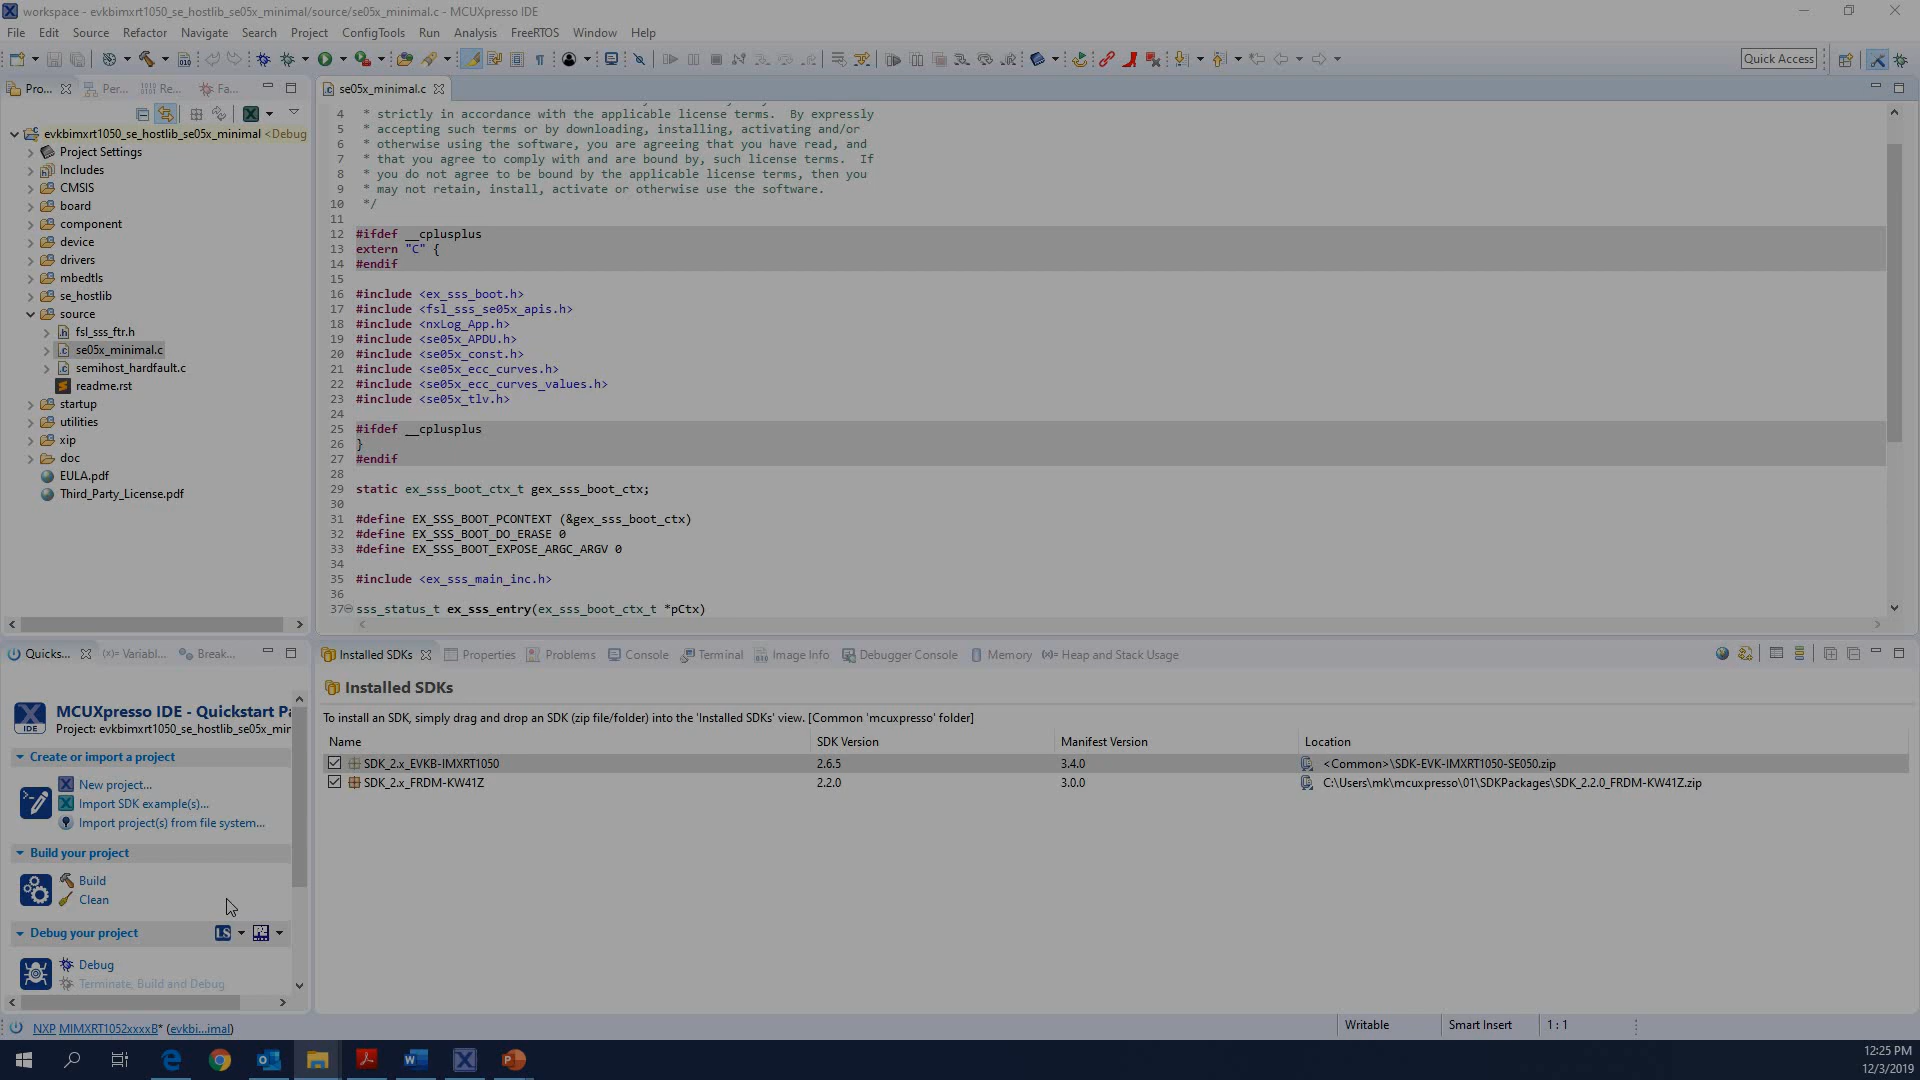 workspace - evkbimxrt1050_se_hostlib_se05x_minimal/source/se05x_minimal.c - MCUXpresso IDE
File Edit Source Refactor Navigate Search Project ConfigTools Run Analysis FreeRTOS Window Help
Quick Access
Pro... Per... Re... Fa...
evkbimxrt1050_se_hostlib_se05x_minimal <Debug
Project Settings
Includes
CMSIS
board
component
device
drivers
mbedtls
se_hostlib
source
fsl_sss_ftr.h
se05x_minimal.c
semihost_hardfault.c
readme.rst
startup
utilities
xip
doc
EULA.pdf
Third_Party_License.pdf
se05x_minimal.c
4 * strictly in accordance with the applicable license terms.  By expressly
5 * accepting such terms or by downloading, installing, activating and/or
6 * otherwise using the software, you are agreeing that you have read, and
7 * that you agree to comply with and are bound by, such license terms.  If
8 * you do not agree to be bound by the applicable license terms, then you
9 * may not retain, install, activate or otherwise use the software.
10 */
11
12 #ifdef __cplusplus
13 extern "C" {
14 #endif
15
16 #include <ex_sss_boot.h>
17 #include <fsl_sss_se05x_apis.h>
18 #include <nxLog_App.h>
19 #include <se05x_APDU.h>
20 #include <se05x_const.h>
21 #include <se05x_ecc_curves.h>
22 #include <se05x_ecc_curves_values.h>
23 #include <se05x_tlv.h>
24
25 #ifdef __cplusplus
26 }
27 #endif
28
29 static ex_sss_boot_ctx_t gex_sss_boot_ctx;
30
31 #define EX_SSS_BOOT_PCONTEXT (&gex_sss_boot_ctx)
32 #define EX_SSS_BOOT_DO_ERASE 0
33 #define EX_SSS_BOOT_EXPOSE_ARGC_ARGV 0
34
35 #include <ex_sss_main_inc.h>
36
37 sss_status_t ex_sss_entry(ex_sss_boot_ctx_t *pCtx)
Quicks... (x)= Variabl... Break...
IDE
MCUXpresso IDE - Quickstart Pa
Project: evkbimxrt1050_se_hostlib_se05x_min
Create or import a project
New project...
Import SDK example(s)...
Import project(s) from file system...
Build your project
Build
Clean
Debug your project LS
Debug
Terminate, Build and Debug
Installed SDKs Properties Problems Console Terminal Image Info Debugger Console Memory (x)= Heap and Stack Usage
Installed SDKs
To install an SDK, simply drag and drop an SDK (zip file/folder) into the 'Installed SDKs' view. [Common 'mcuxpresso' folder]
Name SDK Version Manifest Version Location
SDK_2.x_EVKB-IMXRT1050 2.6.5 3.4.0 <Common>\SDK-EVK-IMXRT1050-SE050.zip
SDK_2.x_FRDM-KW41Z 2.2.0 3.0.0 C:\Users\mk\mcuxpresso\01\SDKPackages\SDK_2.2.0_FRDM-KW41Z.zip
NXP MIMXRT1052xxxxB* (evkbi...imal)
Writable Smart Insert 1 : 1
12:25 PM
12/3/2019